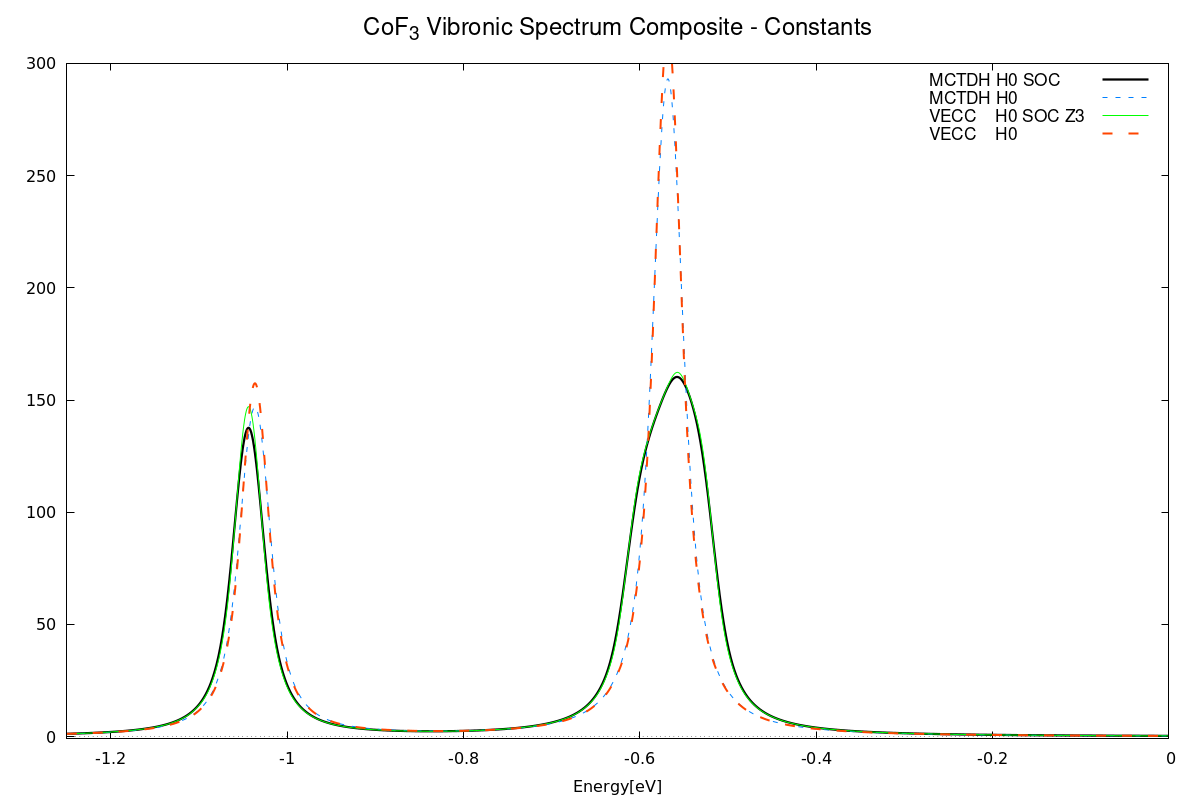 CoF3 Vibronic Spectrum Composite - Constants
300
250
200
150
100
50
0
MCTDH H0 SOC
MCTDH H0
VECC H0 SOC Z3
VECC H0
-1.2 -1 -0.8 -0.6 -0.4 -0.2 0
Energy[eV]